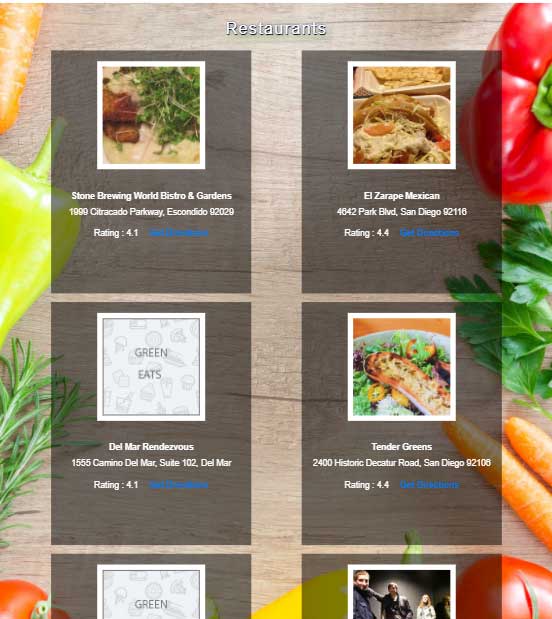 Restaurants
Stone Brewing World Bistro & Gardens
1999 Citracado Parkway, Escondido 92029
Rating : 4.1 Get Directions
El Zarape Mexican
4642 Park Blvd, San Diego 92116
Rating : 4.4 Get Directions
GREEN
EATS
Del Mar Rendezvous
1555 Camino Del Mar, Suite 102, Del Mar
Rating : 4.1 Get Directions
Tender Greens
2400 Historic Decatur Road, San Diego 92106
Rating : 4.4 Get Directions
GREEN